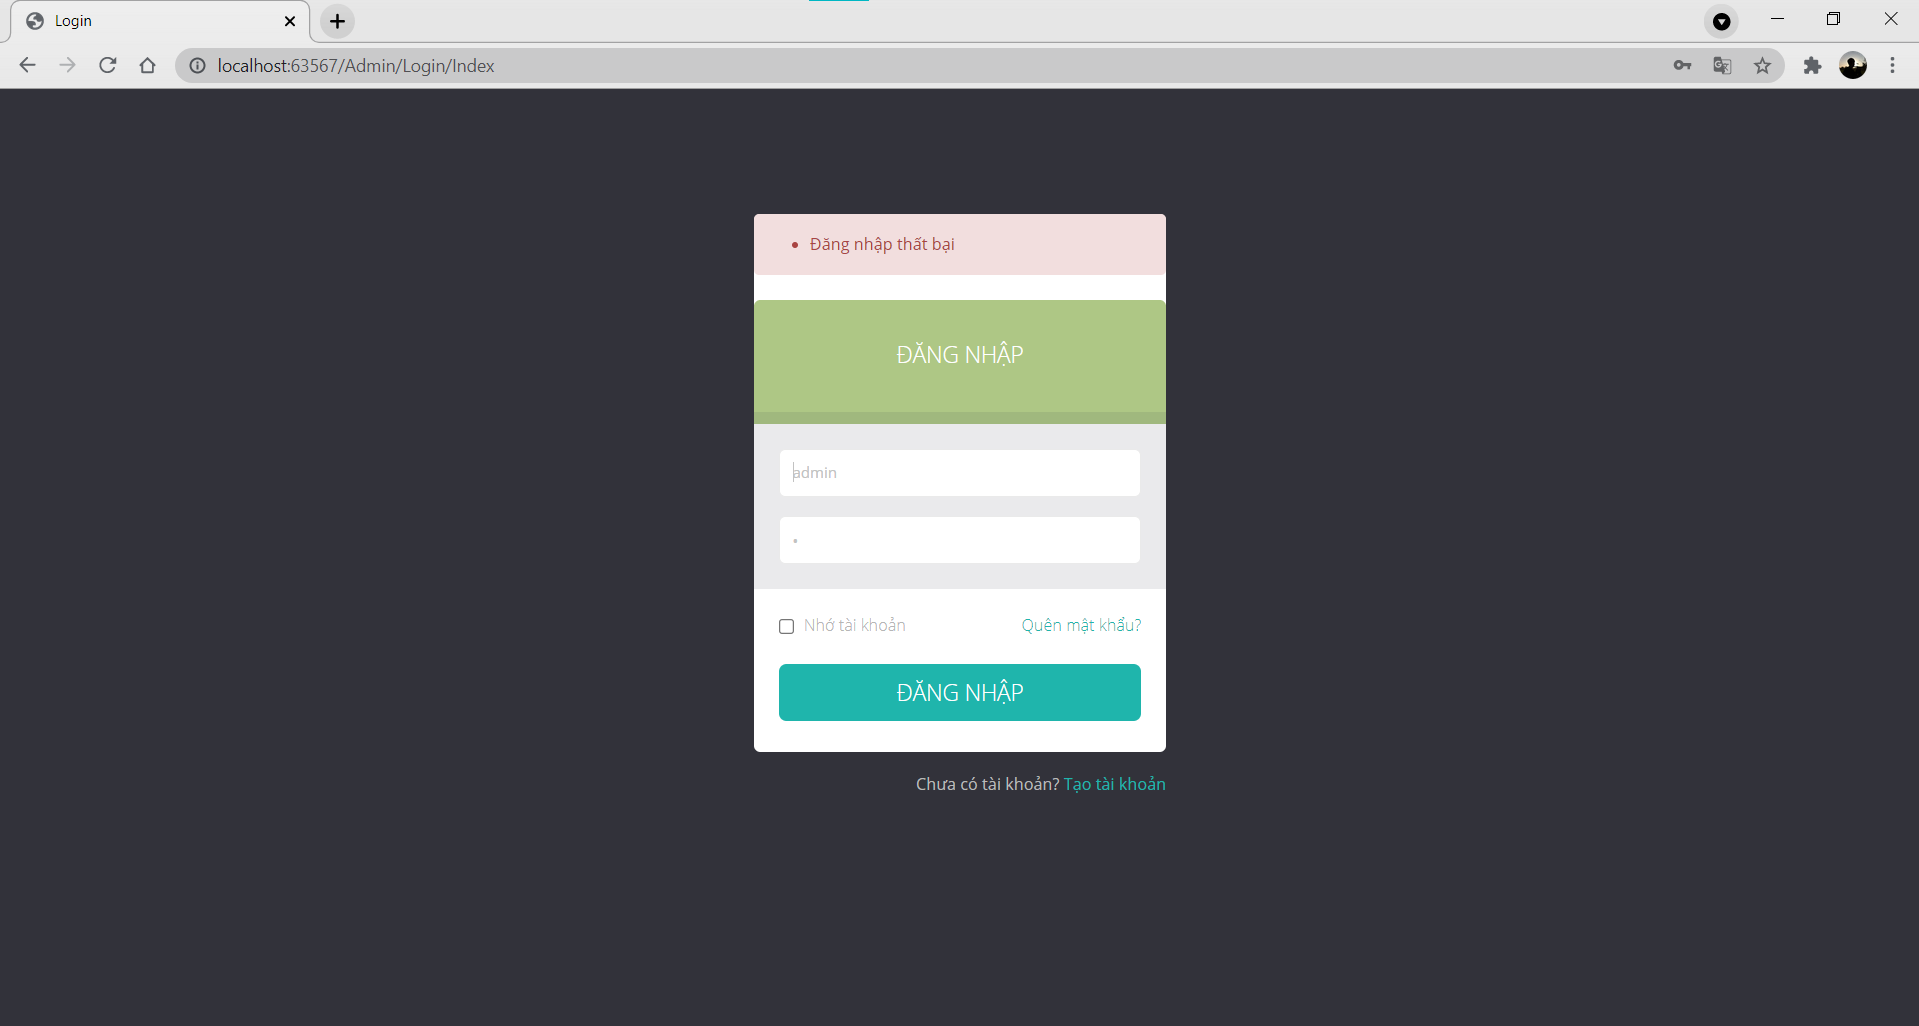 Login
localhost:63567/Admin/Login/Index
Đăng nhập thất bại
ĐĂNG NHẬP
admin
Nhớ tài khoản
Quên mật khẩu?
ĐĂNG NHẬP
Chưa có tài khoản? Tạo tài khoản